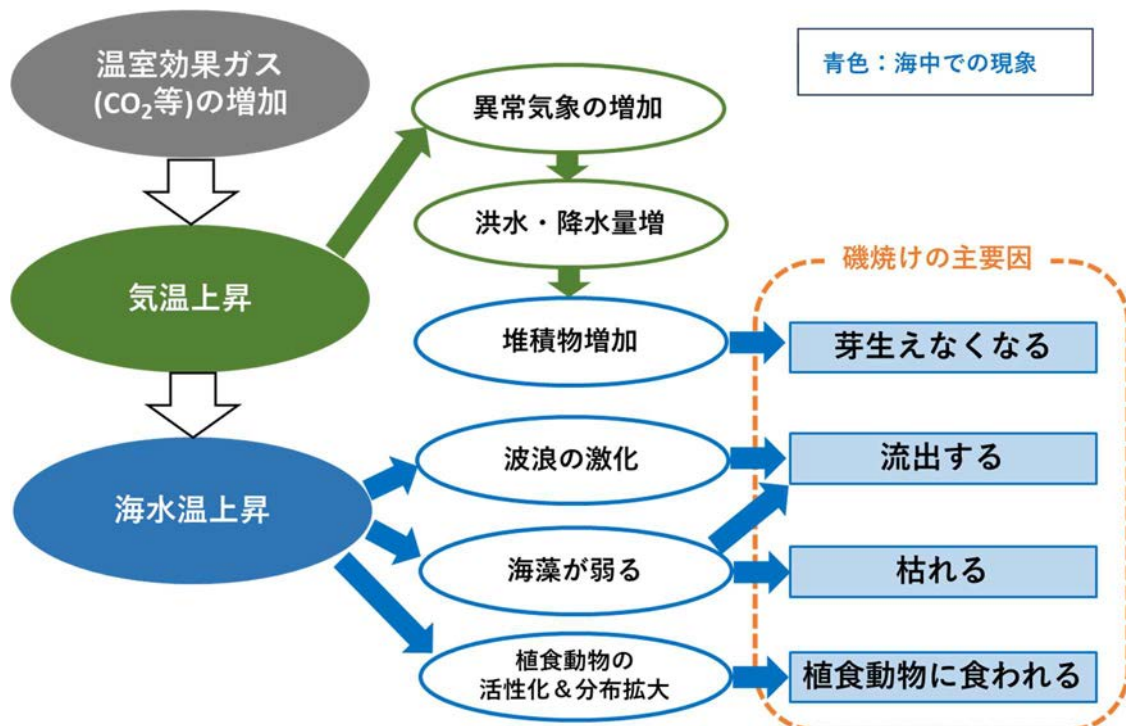 温室効果ガス
(CO₂等)の増加
青色：海中での現象
異常気象の増加
洪水・降水量増
気温上昇
磯焼けの主要因
堆積物増加
芽生えなくなる
波浪の激化
流出する
海水温上昇
海藻が弱る
枯れる
植食動物の
活性化＆分布拡大
植食動物に食われる